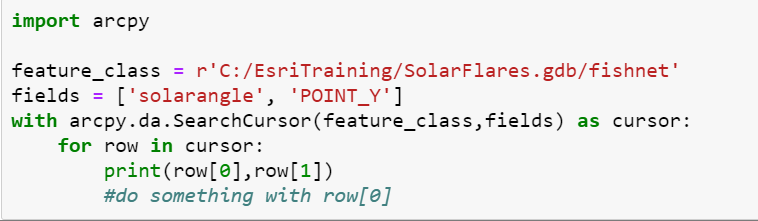 import arcpy

feature_class = r'C:/EsriTraining/SolarFlares.gdb/fishnet'
fields = ['solarangle', 'POINT_Y']
with arcpy.da.SearchCursor(feature_class,fields) as cursor:
    for row in cursor:
        print(row[0],row[1])
        #do something with row[0]